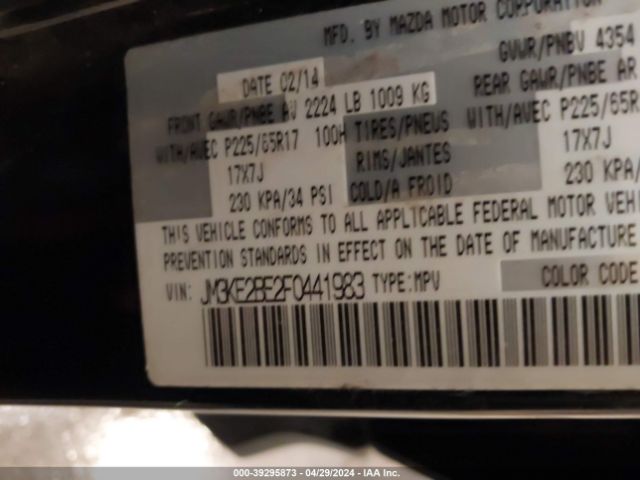 MFD. BY MAZDA MOTOR CORPORATION
DATE 02/14
GVWR/PNBV 4354
FRONT GAWR/PNBE AV 2224 LB 1009 KG
REAR GAWR/PNBE AR
WITH/AVEC P225/65R17 100H TIRES/PNEUS WITH/AVEC P225/65R
17X7J RIMS/JANTES 17X7J
230 KPA/34 PSI COLD/A FROID 230 KPA/
THIS VEHICLE CONFORMS TO ALL APPLICABLE FEDERAL MOTOR VEHI
PREVENTION STANDARDS IN EFFECT ON THE DATE OF MANUFACTURE
VIN: JM3KE2BE2F0441983 TYPE:MPV COLOR CODE
000-39295873 | 04/29/2024 | IAA Inc.